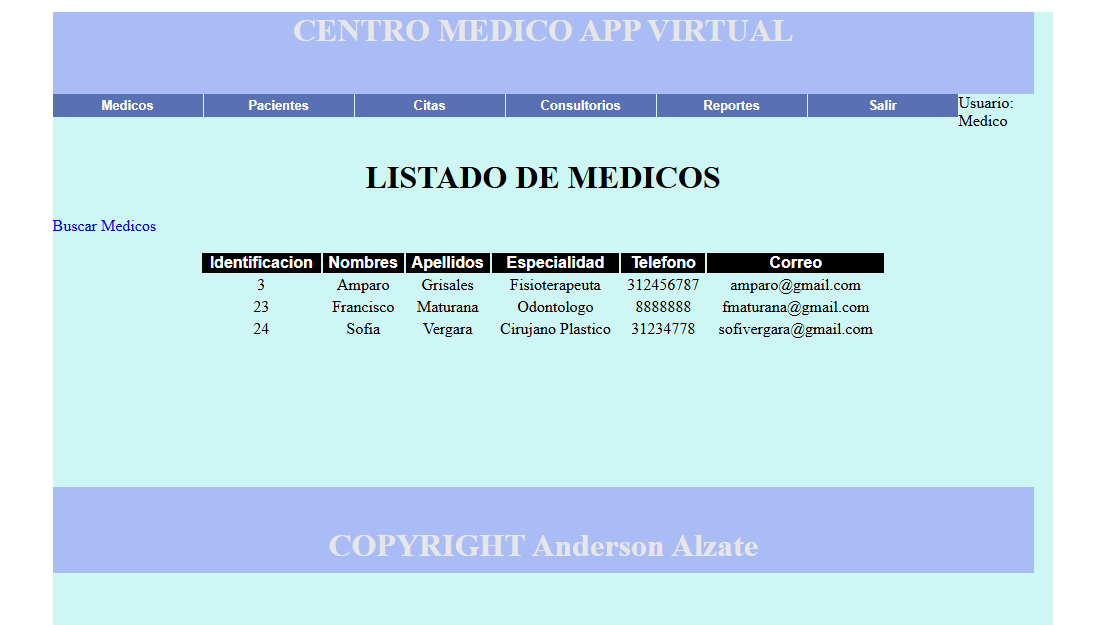 CENTRO MEDICO APP VIRTUAL
Medicos Pacientes Citas Consultorios Reportes Salir Usuario:
Medico
LISTADO DE MEDICOS
Buscar Medicos
Identificacion Nombres Apellidos Especialidad Telefono Correo
3 Amparo Grisales Fisioterapeuta 312456787 amparo@gmail.com
23 Francisco Maturana Odontologo 8888888 fmaturana@gmail.com
24 Sofia Vergara Cirujano Plastico 31234778 sofivergara@gmail.com
COPYRIGHT Anderson Alzate